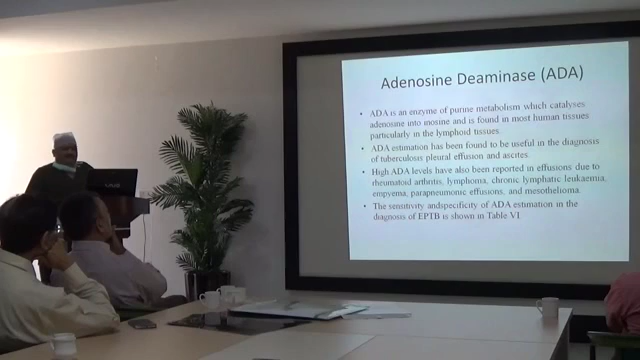 Adenosine Deaminase (ADA)
• ADA is an enzyme of purine metabolism which catalyses
adenosine into inosine and is found in most human tissues
particularly in the lymphoid tissues.
• ADA estimation has been found to be useful in the diagnosis
of tuberculosis pleural effusion and ascites.
• High ADA levels have also been reported in effusions due to
rheumatoid arthritis, lymphoma, chronic lymphatic leukaemia,
empyema, parapneumonic effusions, and mesothelioma.
• The sensitivity andspecificity of ADA estimation in the
diagnosis of EPTB is shown in Table VI